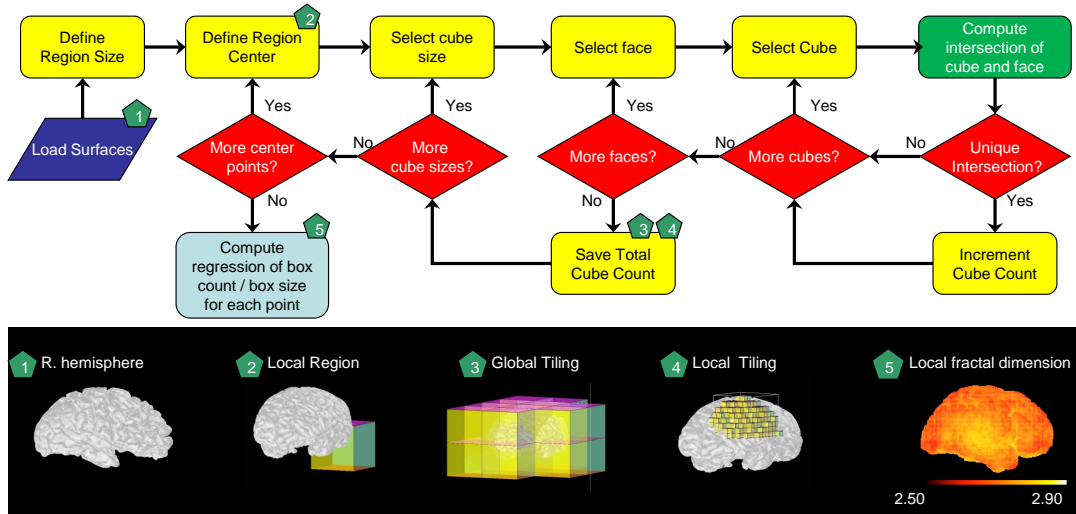 Define
Region Size
Define Region
Center
2
Select cube
size
Select face
Select Cube
Compute
intersection of
cube and face
Yes
Yes
Yes
Yes
1
Load Surfaces
More center
points?
No
More
cube sizes?
No
More faces?
No
More cubes?
No
Unique
Intersection?
No
No
Yes
5
Compute
regression of box
count / box size
for each point
3
4
Save Total
Cube Count
Increment
Cube Count
1
R. hemisphere
2
Local Region
3
Global Tiling
4
Local Tiling
5
Local fractal dimension
2.50
2.90